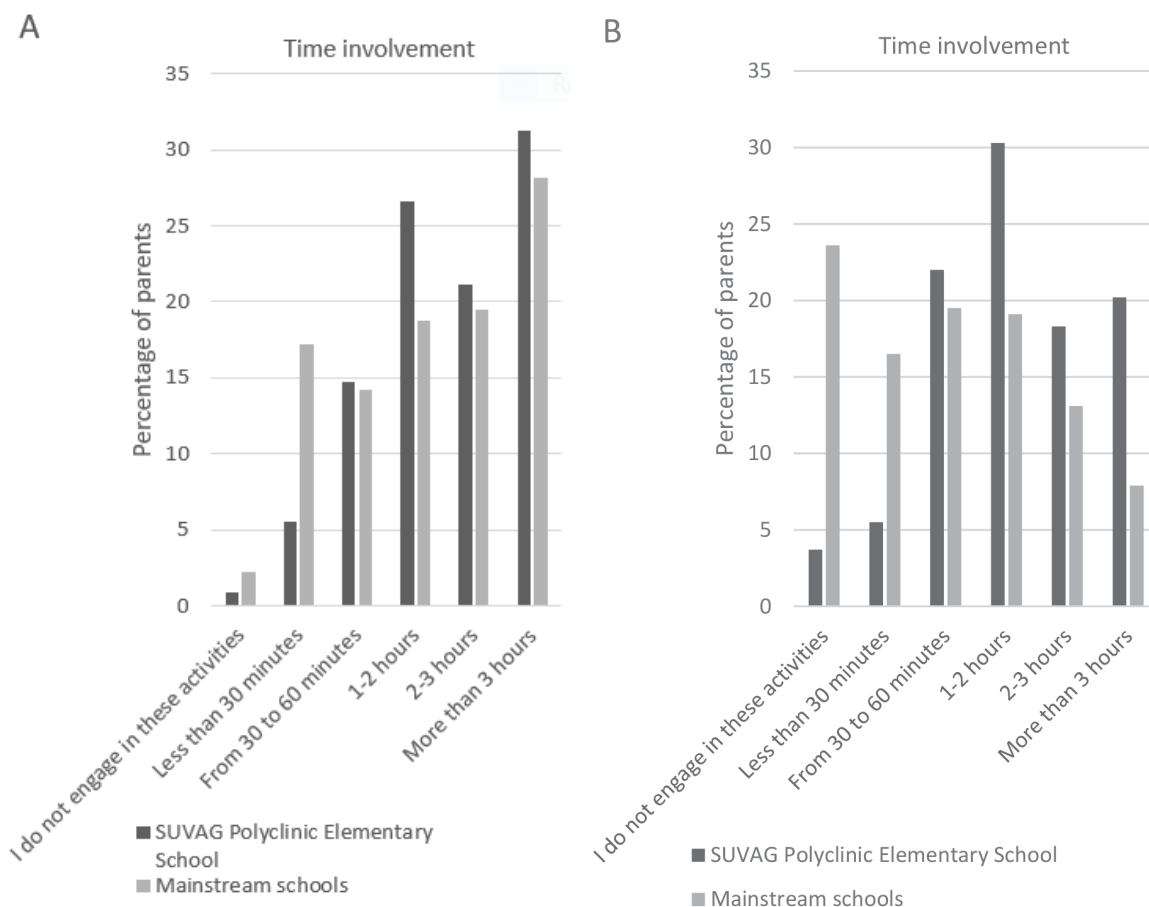 A
Time involvement
35
30
25
20
15
10
5
0
Percentage of parents
I do not engage in these activities
Less than 30 minutes
From 30 to 60 minutes
1-2 hours
2-3 hours
More than 3 hours
SUVAG Polyclinic Elementary
School
Mainstream schools
B
Time involvement
35
30
25
20
15
10
5
0
Percentage of parents
I do not engage in these activities
Less than 30 minutes
From 30 to 60 minutes
1-2 hours
2-3 hours
More than 3 hours
SUVAG Polyclinic Elementary School
Mainstream schools